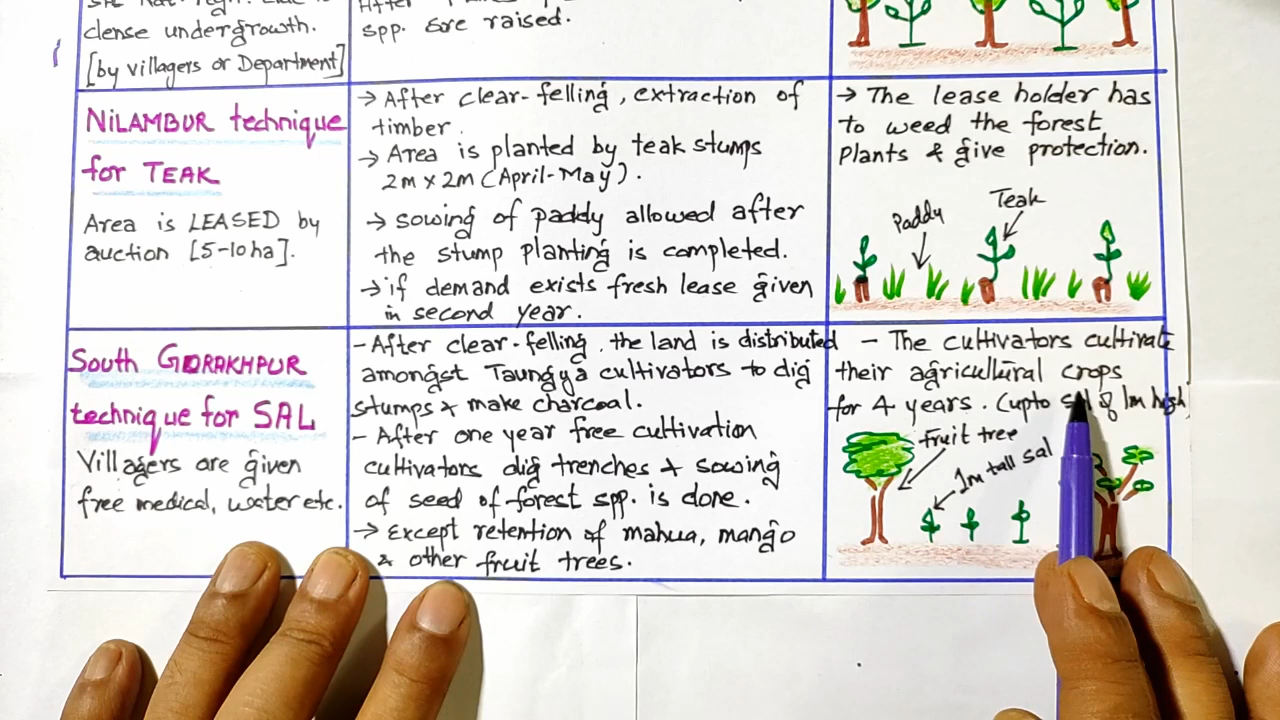 dense undergrowth.
[by villagers or Department]
spp. are raised.
NILAMBUR technique
for TEAK
Area is LEASED by
auction [5-10ha].
→ After clear-felling, extraction of
timber.
→ Area is planted by teak stumps
2m x 2m (April-May).
→ sowing of paddy allowed after
the stump planting is completed.
→ if demand exists fresh lease given
in second year.
→ The lease holder has
to weed the forest
plants & give protection.
Paddy
Teak
South GORAKHPUR
technique for SAL
Villagers are given
free medical, water etc.
- After clear-felling, the land is distributed
amongst Taungya cultivators to dig
stumps & make charcoal.
- After one year free cultivation
cultivators dig trenches & sowing
of seed of forest spp. is done.
→ Except retention of mahua, mango
& other fruit trees.
- The cultivators cultivate
their agricultural crops
for 4 years. (upto 1m high
fruit tree
1m tall sal